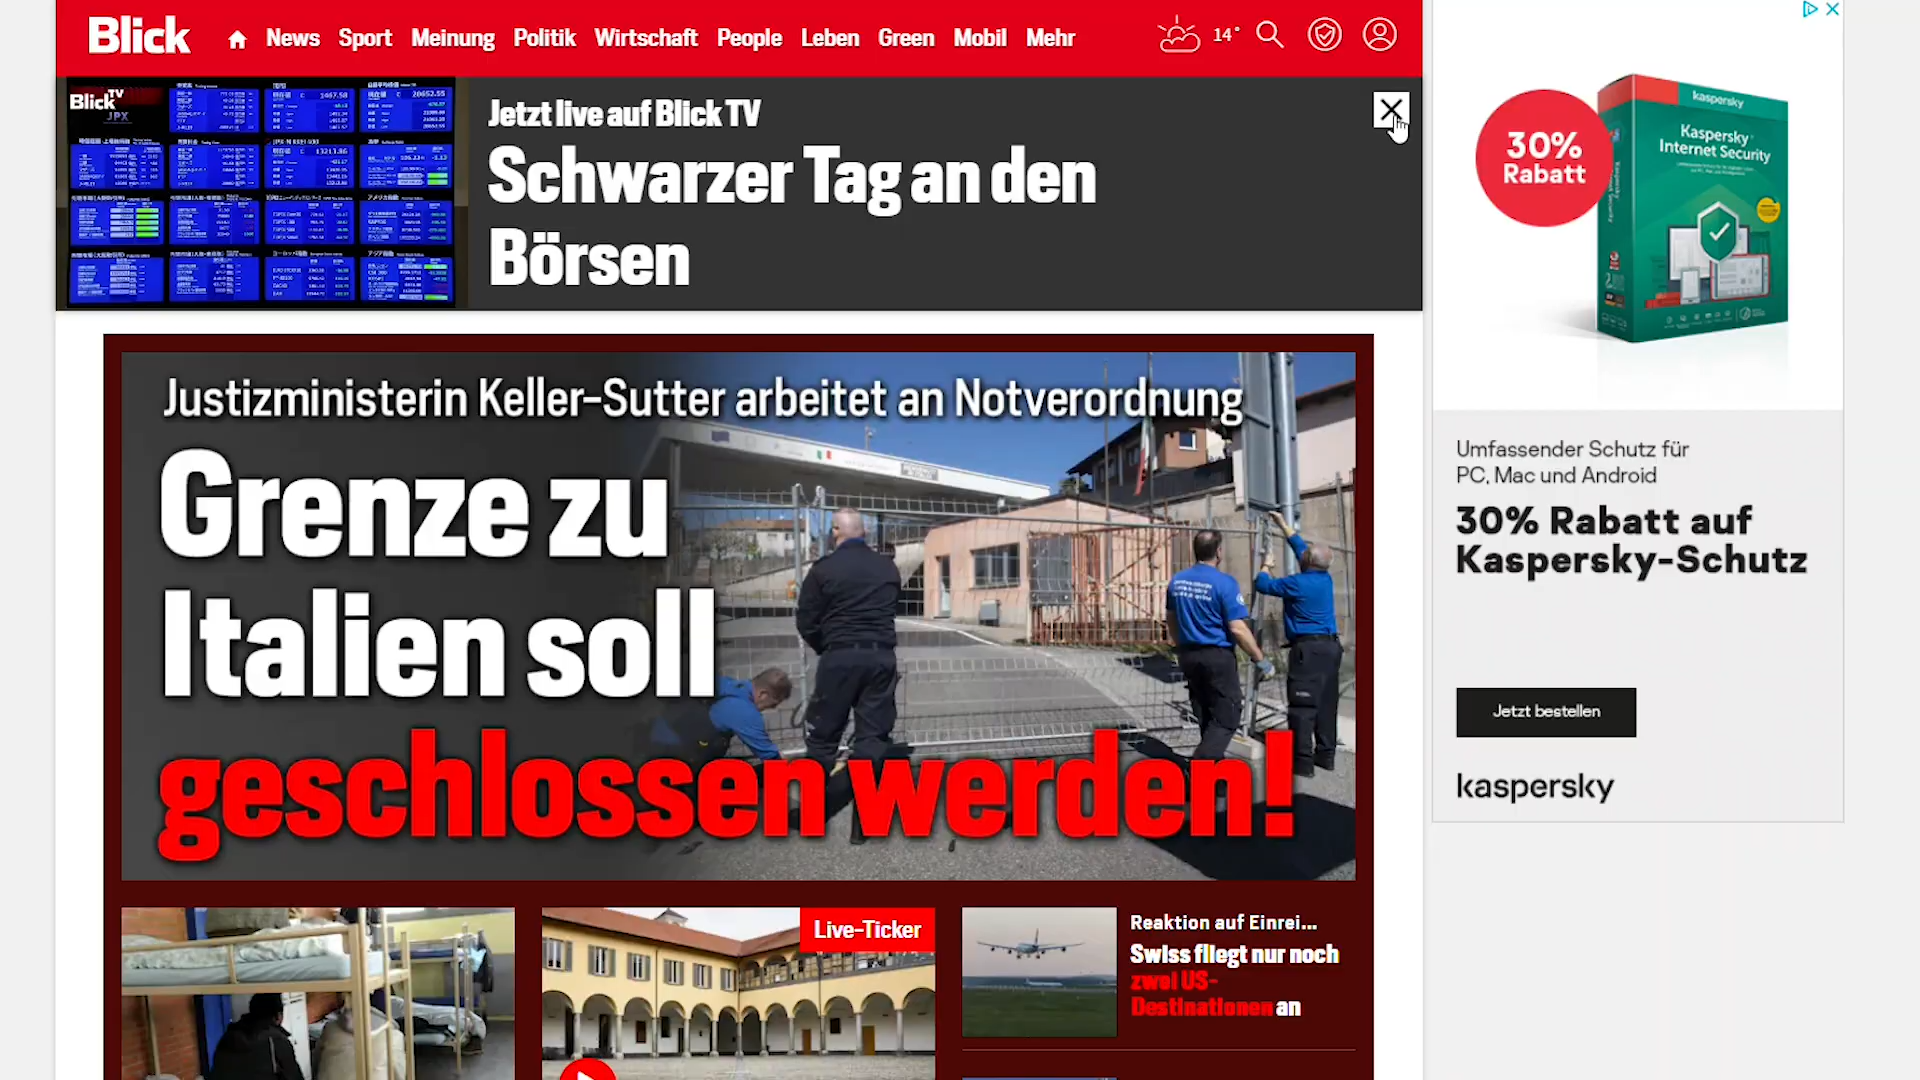 Blick
News Sport Meinung Politik Wirtschaft People Leben Green Mobil Mehr
14°
Blick TV
JPX
Jetzt live auf Blick TV
Schwarzer Tag an den
Börsen
Justizministerin Keller-Sutter arbeitet an Notverordnung
Grenze zu
Italien soll
geschlossen werden!
Live-Ticker
Reaktion auf Einrei...
Swiss fliegt nur noch
zwei US-
Destinationen an
30%
Rabatt
kaspersky
Kaspersky
Internet Security
Umfassender Schutz für
PC, Mac und Android
30% Rabatt auf
Kaspersky-Schutz
Jetzt bestellen
kaspersky